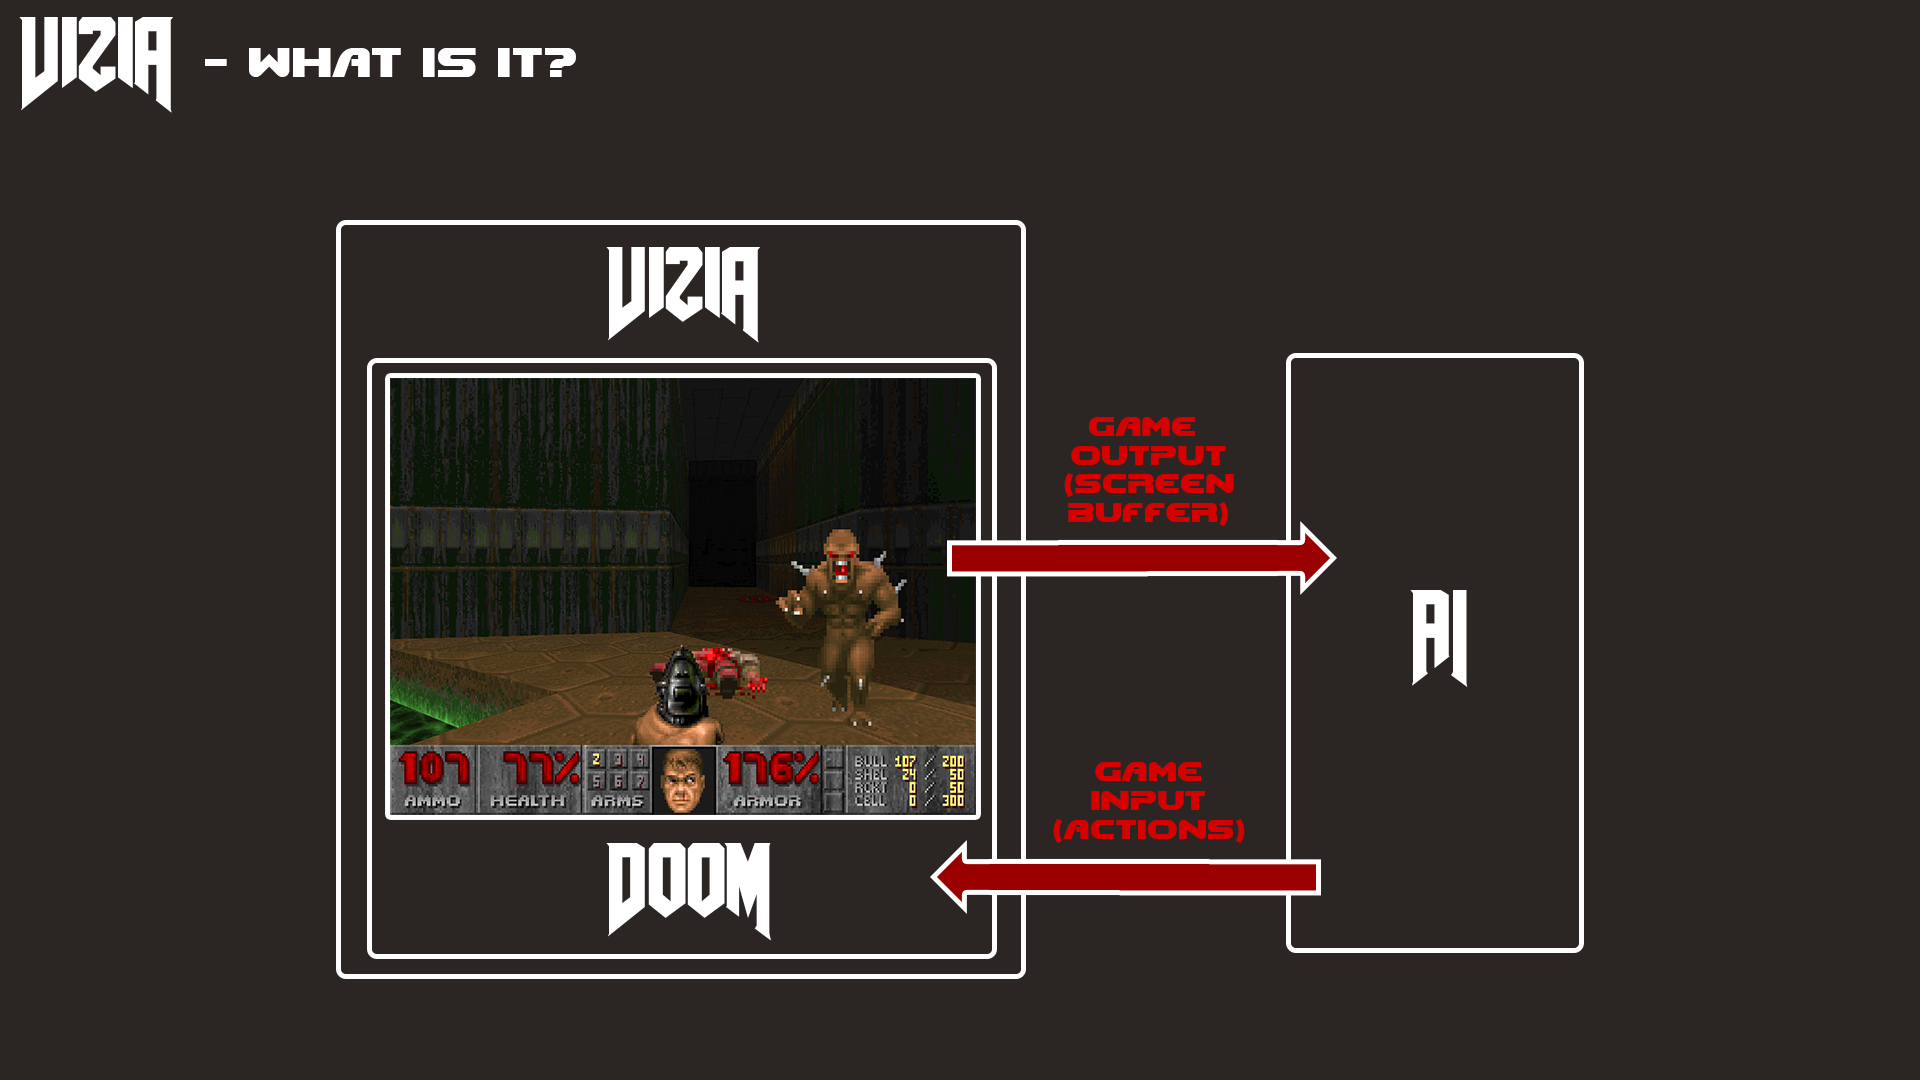 VIZIA - WHAT IS IT?
VIZIA
GAME
OUTPUT
(SCREEN
BUFFER)
AI
107 77% 2 3 4 176% BULL 107 / 200
SHEL 24 / 50
5 6 7 RCKT 0 / 50
AMMO HEALTH ARMS ARMOR CELL 0 / 300
GAME
INPUT
(ACTIONS)
DOOM